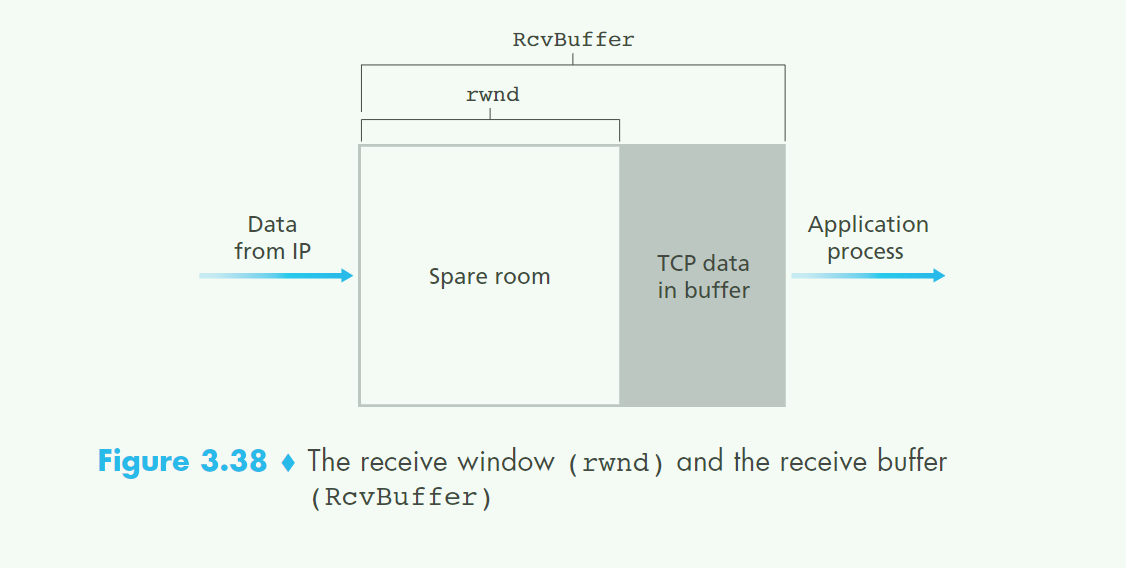 RcvBuffer
rwnd
Data
from IP
Spare room
TCP data
in buffer
Application
process
Figure 3.38 ♦ The receive window (rwnd) and the receive buffer
(RcvBuffer)